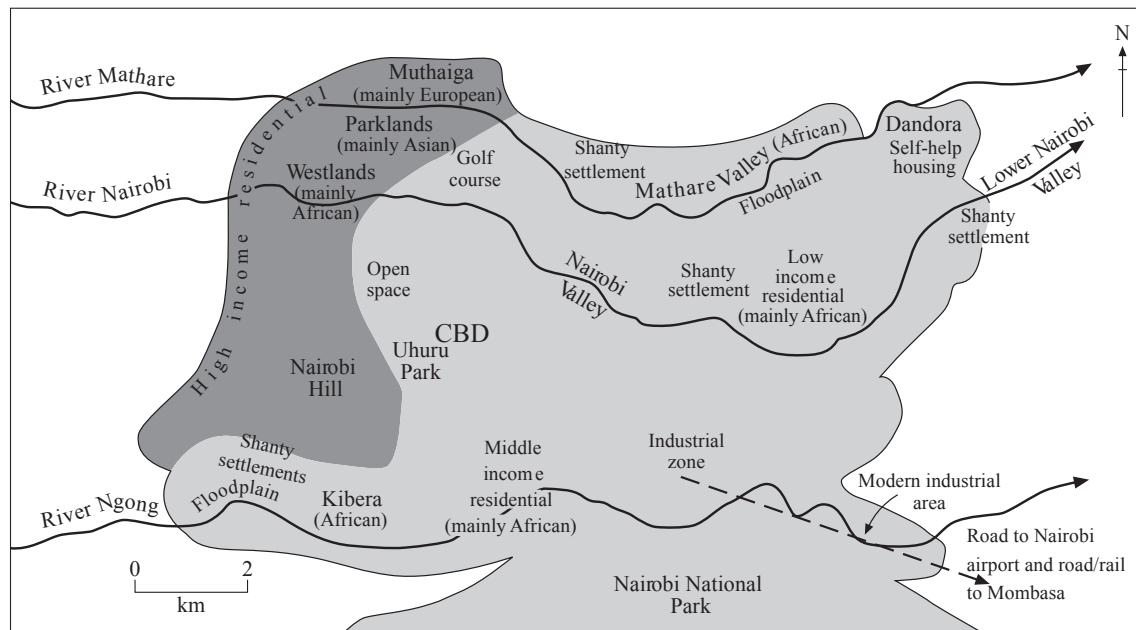 N
River Mathare
Muthaiga
(mainly European)
Parklands
(mainly Asian)
Golf
course
Shanty
settlement
Mathare Valley (African)
Floodplain
Dandora
Self-help
housing
Lower Nairobi
Valley
River Nairobi
Westlands
(mainly
African)
High income residential
Shanty
settlement
Open
space
Nairobi
Valley
Shanty
settlement
Low
income
residential
(mainly African)
CBD
Uhuru
Park
Nairobi
Hill
Shanty
settlements
Floodplain
Kibera
(African)
Middle
income
residential
(mainly African)
Industrial
zone
Modern industrial
area
River Ngong
Road to Nairobi
airport and road/rail
to Mombasa
0 2
km
Nairobi National
Park